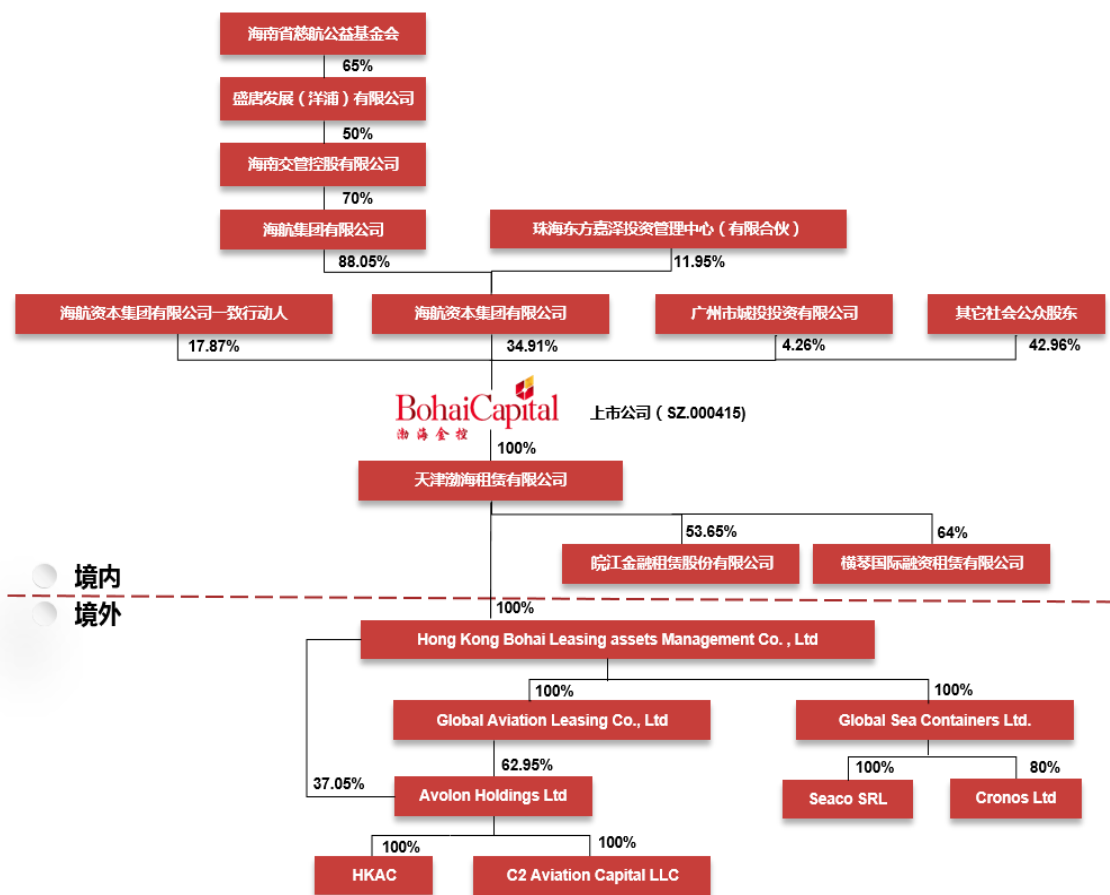 海南省慈航公益基金会
65%
盛唐发展（洋浦）有限公司
50%
海南交管控股有限公司
70%
海航集团有限公司
珠海东方嘉泽投资管理中心（有限合伙）
88.05%
11.95%
海航资本集团有限公司一致行动人
海航资本集团有限公司
广州市城投投资有限公司
其它社会公众股东
17.87%
34.91%
4.26%
42.96%
BohaiCapital
渤海金控
上市公司（SZ.000415)
100%
天津渤海租赁有限公司
53.65%
64%
皖江金融租赁股份有限公司
横琴国际融资租赁有限公司
境内
境外
100%
Hong Kong Bohai Leasing assets Management Co. , Ltd
100%
100%
Global Aviation Leasing Co., Ltd
Global Sea Containers Ltd.
62.95%
100%
80%
37.05%
Avolon Holdings Ltd
Seaco SRL
Cronos Ltd
100%
100%
HKAC
C2 Aviation Capital LLC